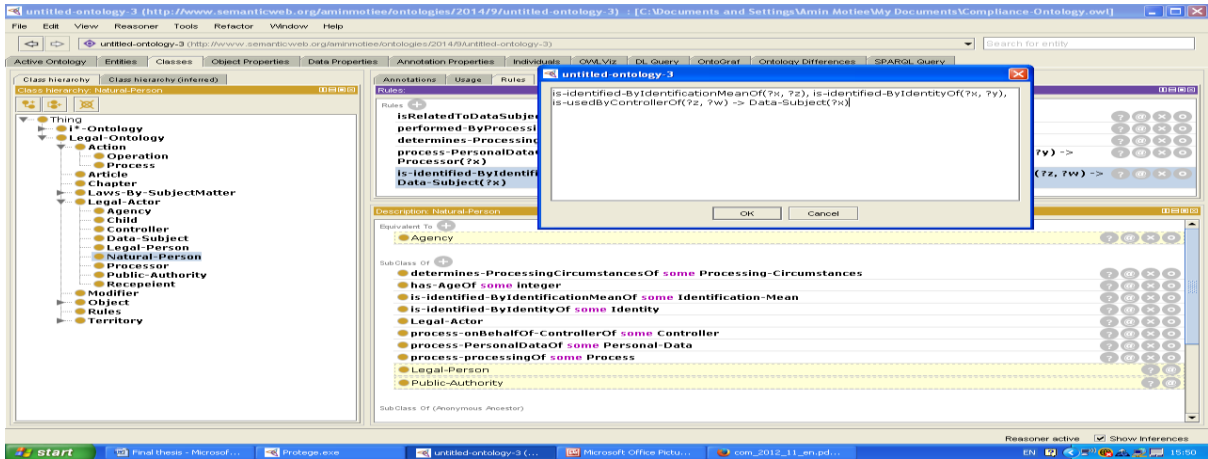 untitled-ontology-3 (http://www.semanticweb.org/aminmotiee/ontologies/2014/9/untitled-ontology-3) : [C:\Documents and Settings\Amin Motiee\My Documents\Compliance-Ontology.owl]
File Edit View Reasoner Tools Refactor Window Help
untitled-ontology-3 (http://www.semanticweb.org/aminmotiee/ontologies/2014/9/untitled-ontology-3)
Search for entity
Active Ontology Entities Classes Object Properties Data Properties Annotation Properties Individuals OWLViz DL Query OntoGraf Ontology Differences SPARQL Query
Class hierarchy Class hierarchy (inferred)
Class hierarchy: Natural-Person
Thing
i*-Ontology
Legal-Ontology
Action
Operation
Process
Article
Chapter
Laws-By-SubjectMatter
Legal-Actor
Agency
Child
Controller
Data-Subject
Legal-Person
Natural-Person
Processor
Public-Authority
Recepeient
Modifier
Object
Rules
Territory
Annotations Usage Rules
Rules:
Rules
isRelatedToDataSubje
performed-ByProcessi
determines-Processing
process-PersonalData ?y) ->
Processor(?x)
is-identified-ByIdentifi (?z, ?w) ->
Data-Subject(?x)
untitled-ontology-3
is-identified-ByIdentificationMeanOf(?x, ?z), is-identified-ByIdentityOf(?x, ?y),
is-usedByControllerOf(?z, ?w) -> Data-Subject(?x)
OK Cancel
Description: Natural-Person
Equivalent To
Agency
SubClass Of
determines-ProcessingCircumstancesOf some Processing-Circumstances
has-AgeOf some integer
is-identified-ByIdentificationMeanOf some Identification-Mean
is-identified-ByIdentityOf some Identity
Legal-Actor
process-onBehalfOf-ControllerOf some Controller
process-PersonalDataOf some Personal-Data
process-processingOf some Process
Legal-Person
Public-Authority
SubClass Of (Anonymous Ancestor)
Reasoner active Show Inferences
start Final thesis - Microsof... Protege.exe untitled-ontology-3 (... Microsoft Office Pictu... com_2012_11_en.pd... EN 15:50